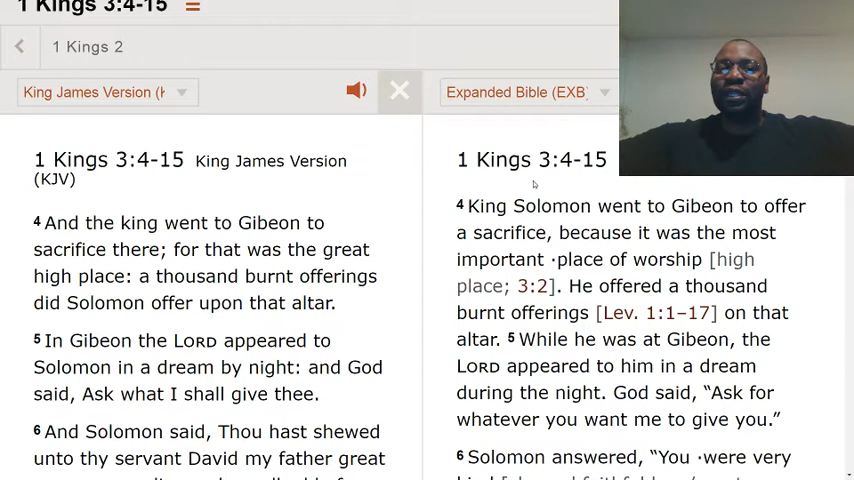 1 Kings 3:4-15
1 Kings 2
King James Version (K
Expanded Bible (EXB)
1 Kings 3:4-15 King James Version
(KJV)
4 And the king went to Gibeon to
sacrifice there; for that was the great
high place: a thousand burnt offerings
did Solomon offer upon that altar.
5 In Gibeon the LORD appeared to
Solomon in a dream by night: and God
said, Ask what I shall give thee.
6 And Solomon said, Thou hast shewed
unto thy servant David my father great
1 Kings 3:4-15
4 King Solomon went to Gibeon to offer
a sacrifice, because it was the most
important ·place of worship [high
place; 3:2]. He offered a thousand
burnt offerings [Lev. 1:1–17] on that
altar. 5 While he was at Gibeon, the
LORD appeared to him in a dream
during the night. God said, “Ask for
whatever you want me to give you.”
6 Solomon answered, “You ·were very